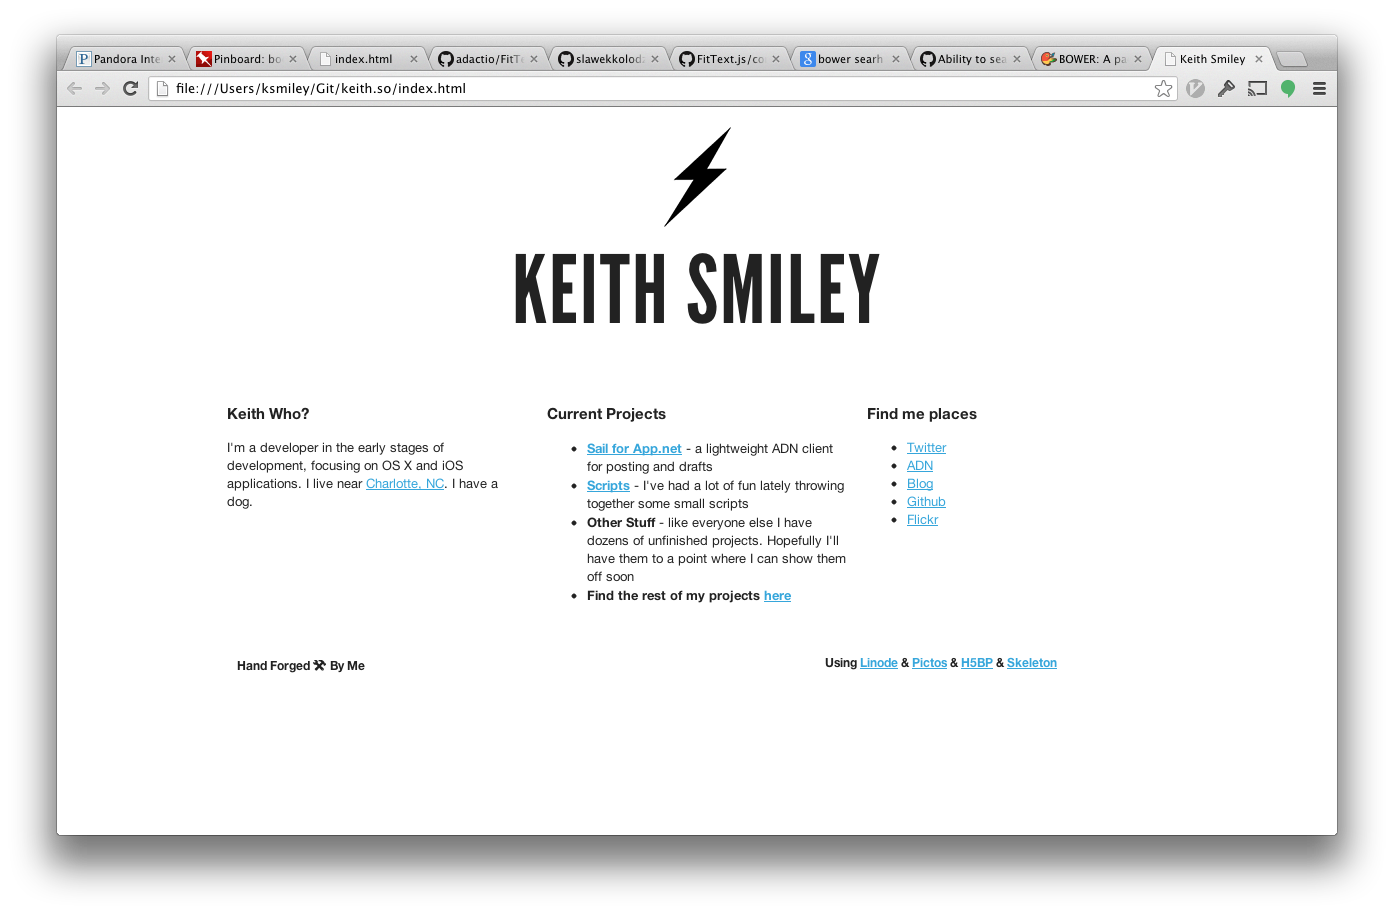 Pandora Inte
Pinboard: bo
index.html
adactio/FitTe
slawekkoloda
FitText.js/co
bower searh
Ability to sea
BOWER: A pa
Keith Smiley
file:///Users/ksmiley/Git/keith.so/index.html
KEITH SMILEY
Keith Who?
I'm a developer in the early stages of
development, focusing on OS X and iOS
applications. I live near Charlotte, NC. I have a
dog.
Current Projects
Sail for App.net - a lightweight ADN client
for posting and drafts
Scripts - I've had a lot of fun lately throwing
together some small scripts
Other Stuff - like everyone else I have
dozens of unfinished projects. Hopefully I'll
have them to a point where I can show them
off soon
Find the rest of my projects here
Find me places
Twitter
ADN
Blog
Github
Flickr
Hand Forged ⚒ By Me
Using Linode & Pictos & H5BP & Skeleton